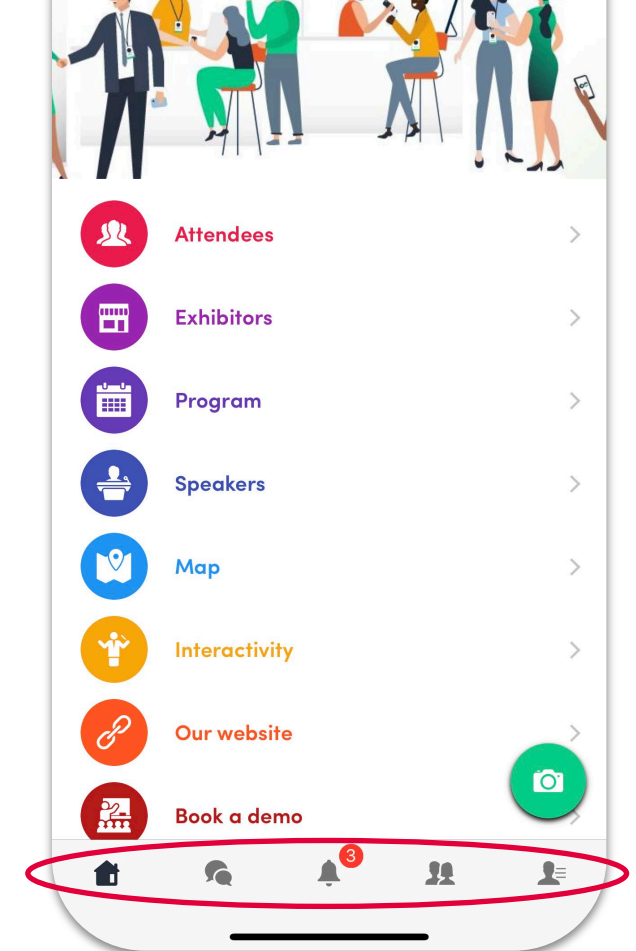 Attendees
Exhibitors
Program
Speakers
Map
Interactivity
Our website
Book a demo
3